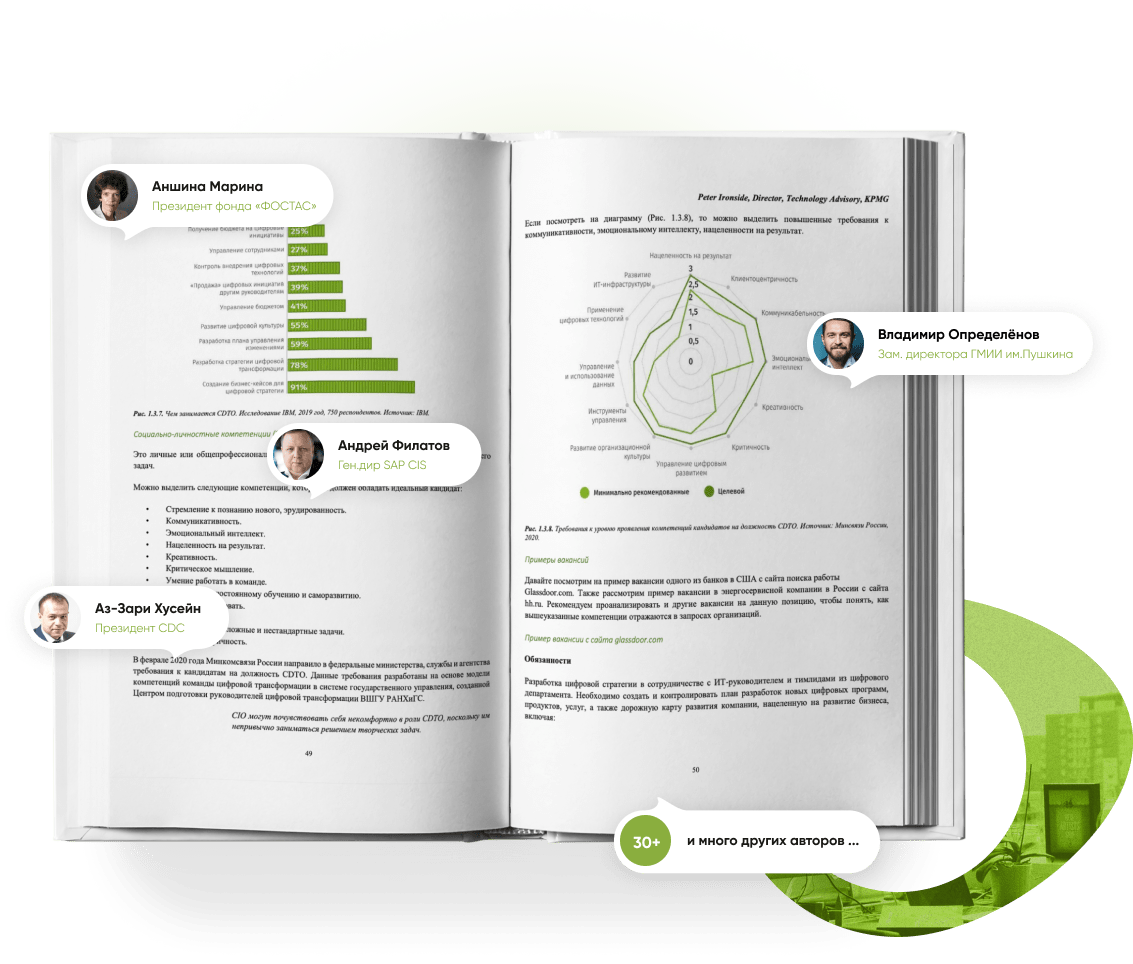 Аншина Марина
Президент фонда «ФОСТАС»
Получение бюджета на цифровые
инициативы
25%
Управление сотрудниками
27%
Контроль внедрения цифровых
технологий
37%
«Продажа» цифровых инициатив
другим руководителям
39%
Управление бюджетом
41%
Развитие цифровой культуры
55%
Разработка плана управления
изменениями
59%
Разработка стратегии цифровой
трансформации
78%
Создание бизнес-кейсов для
цифровой стратегии
91%
Рис. 1.3.7. Чем занимается CDTO. Исследование IBM, 2019 год, 750 респондентов. Источник: IBM.
Социально-личностные компетенции
Андрей Филатов
Ген.дир SAP CIS
Это личные или общепрофессионал
задач.
Можно выделить следующие компетенции, должен обладать идеальный кандидат:
• Стремление к познанию нового, эрудированность.
• Коммуникативность.
• Эмоциональный интеллект.
• Нацеленность на результат.
• Креативность.
• Критическое мышление.
• Умение работать в команде.
постоянному обучению и саморазвитию.
Аз-Зари Хусейн
Президент CDC
ложные и нестандартные задачи.
В феврале 2020 года Минкомсвязи России направило в федеральные министерства, службы и агентства
требования к кандидатам на должность CDTO. Данные требования разработаны на основе модели
компетенций команды цифровой трансформации в системе государственного управления, созданной
Центром подготовки руководителей цифровой трансформации ВШГУ РАНХиГС.
CIO могут почувствовать себя некомфортно в роли CDTO, поскольку им
непривычно заниматься решением творческих задач.
49
Peter Ironside, Director, Technology Advisory, KPMG
Если посмотреть на диаграмму (Рис. 1.3.8), то можно выделить повышенные требования к
коммуникативности, эмоциональному интеллекту, нацеленности на результат.
Нацеленность на результат
3
2,5
2
1,5
1
0,5
0
Клиентоцентричность
Коммуникабельность
Эмоциональн
интеллект
Креативность
Критичность
Управление цифровым
развитием
Развитие организационной
культуры
Инструменты
управления
Управление
и использование
данных
Применение
цифровых технологий
Развитие
ИТ-инфраструктуры
Минимально рекомендованные
Целевой
Владимир Определёнов
Зам. директора ГМИИ им.Пушкина
Рис. 1.3.8. Требования к уровню проявления компетенций кандидатов на должность CDTO. Источник: Минсвязи России,
2020.
Примеры вакансий
Давайте посмотрим на пример вакансии одного из банков в США с сайта поиска работы
Glassdoor.com. Также рассмотрим пример вакансии в энергосервисной компании в России с сайта
hh.ru. Рекомендуем проанализировать и другие вакансии на данную позицию, чтобы понять, как
вышеуказанные компетенции отражаются в запросах организаций.
Пример вакансии с сайта glassdoor.com
Обязанности
Разработка цифровой стратегии в сотрудничестве с ИТ-руководителем и тимлидами из цифрового
департамента. Необходимо создать и контролировать план разработок новых цифровых программ,
продуктов, услуг, а также дорожную карту развития компании, нацеленную на развитие бизнеса,
включая:
50
30+
и много других авторов ...